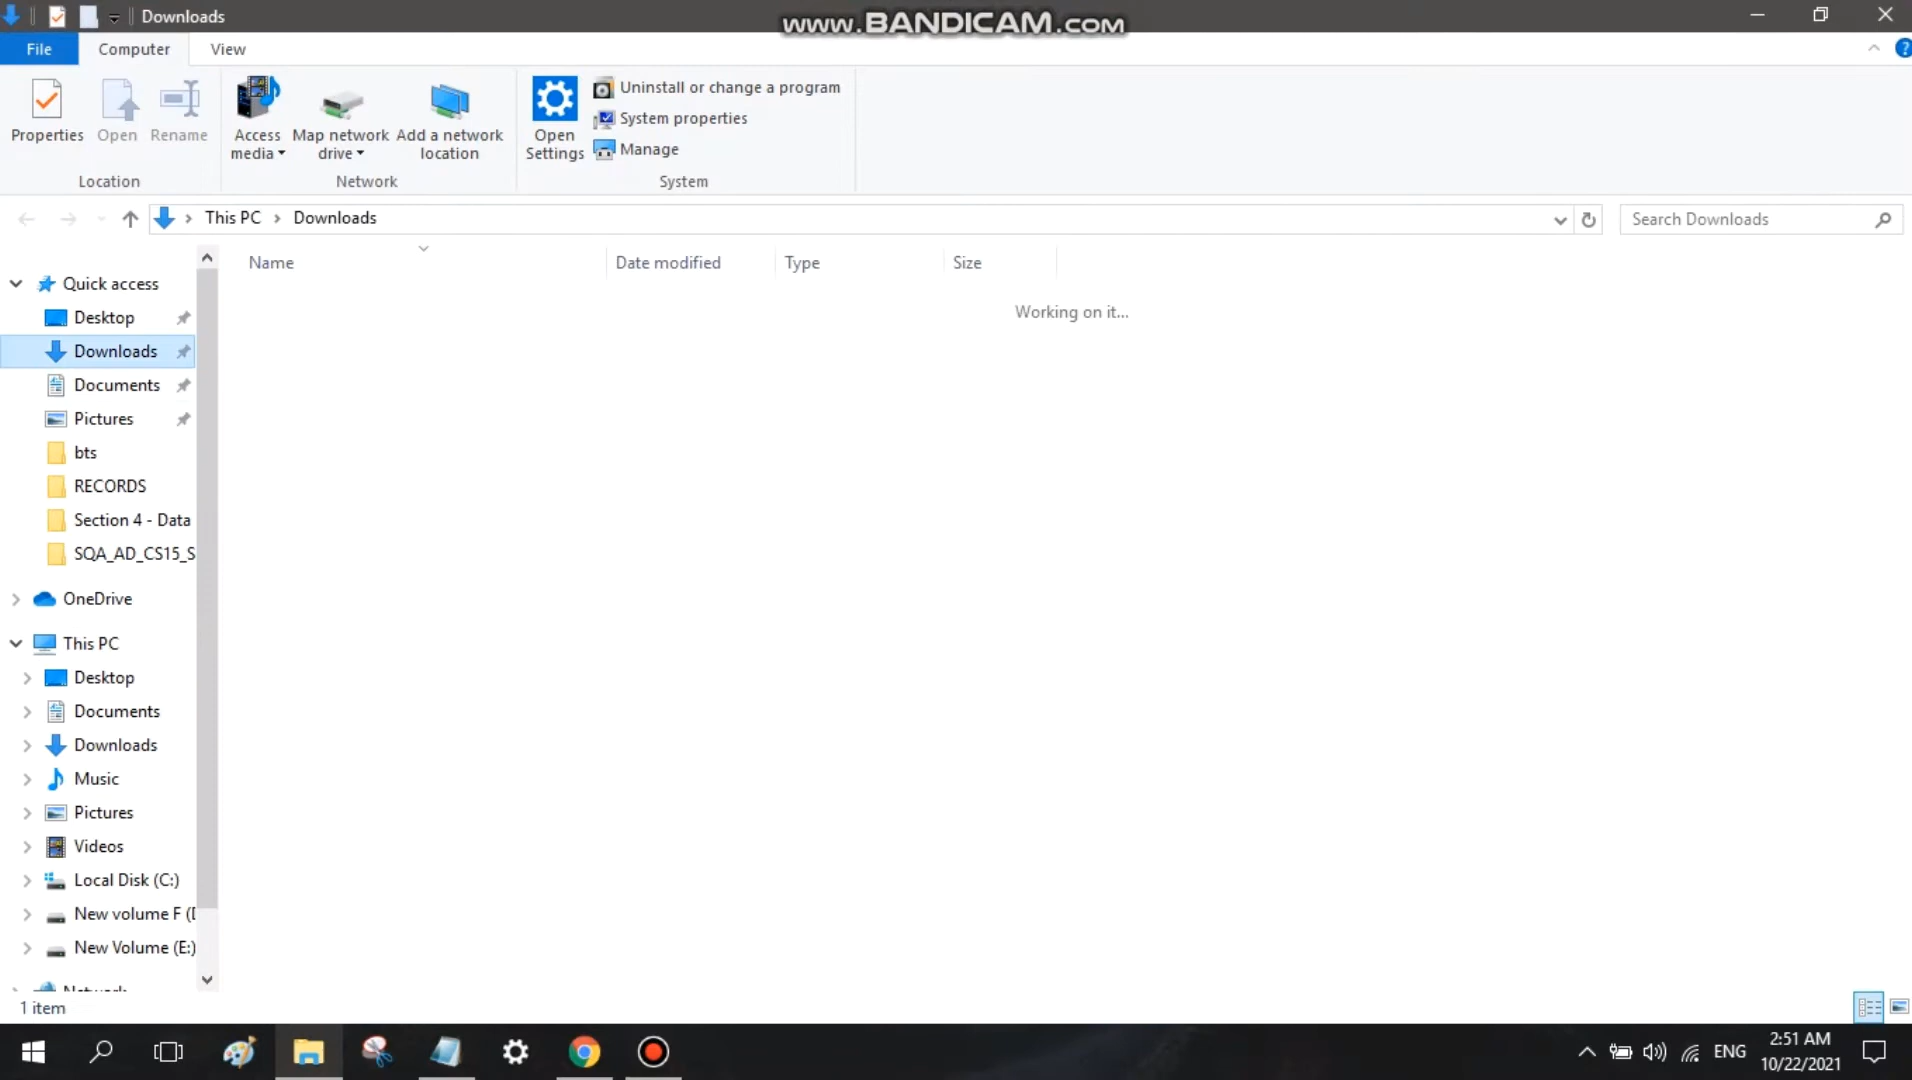 Downloads
www.BANDICAM.com
File
Computer
View
?
Properties
Open
Rename
Access media
Map network drive
Add a network location
Open Settings
Uninstall or change a program
System properties
Manage
Location
Network
System
This PC
Downloads
Search Downloads
Name
Date modified
Type
Size
Working on it...
Quick access
Desktop
Downloads
Documents
Pictures
bts
RECORDS
Section 4 - Data
SQA_AD_CS15_S
OneDrive
This PC
Desktop
Documents
Downloads
Music
Pictures
Videos
Local Disk (C:)
New volume F (D
New Volume (E:)
Network
1 item
ENG
2:51 AM
10/22/2021